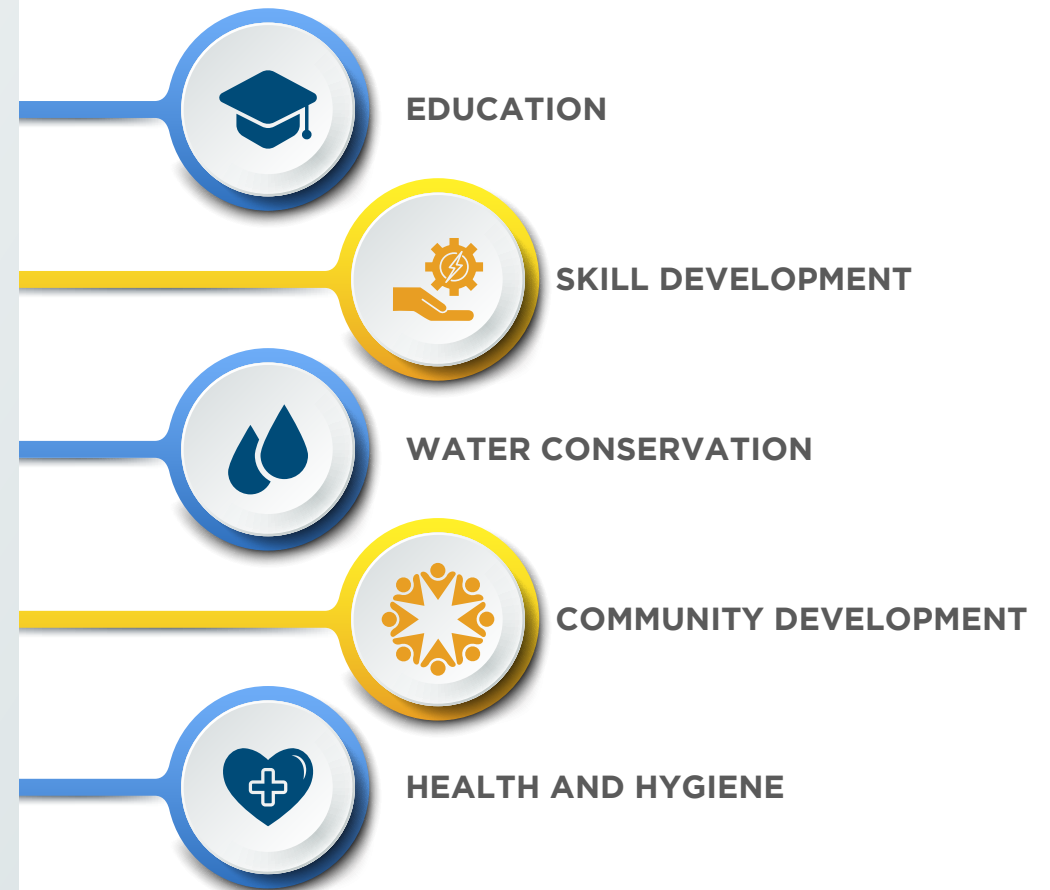 EDUCATION
SKILL DEVELOPMENT
WATER CONSERVATION
COMMUNITY DEVELOPMENT
HEALTH AND HYGIENE